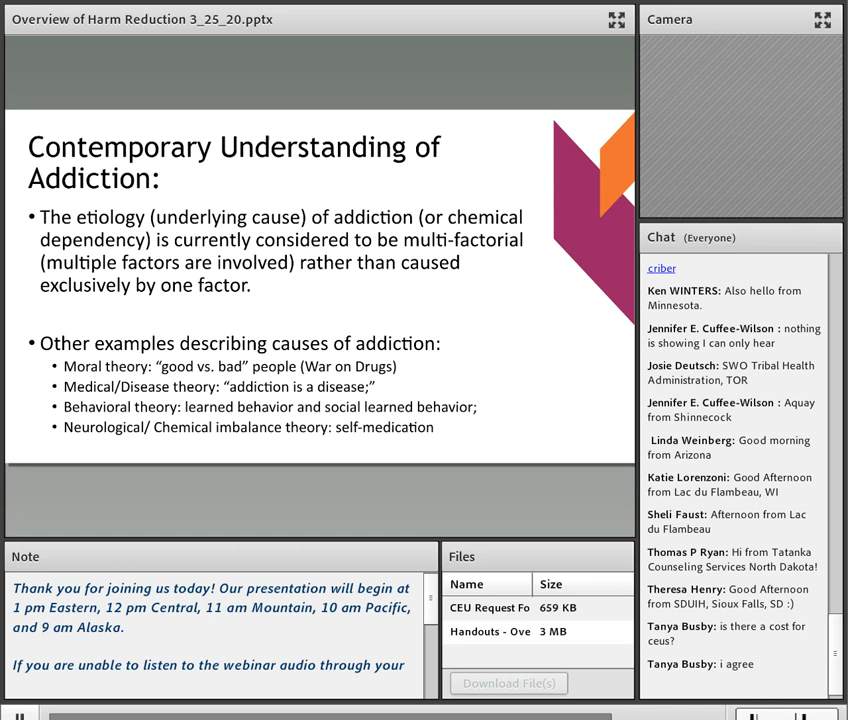 Overview of Harm Reduction 3_25_20.pptx
Contemporary Understanding of
Addiction:
• The etiology (underlying cause) of addiction (or chemical
dependency) is currently considered to be multi-factorial
(multiple factors are involved) rather than caused
exclusively by one factor.
• Other examples describing causes of addiction:
• Moral theory: “good vs. bad” people (War on Drugs)
• Medical/Disease theory: “addiction is a disease;”
• Behavioral theory: learned behavior and social learned behavior;
• Neurological/ Chemical imbalance theory: self-medication
Note
Thank you for joining us today! Our presentation will begin at
1 pm Eastern, 12 pm Central, 11 am Mountain, 10 am Pacific,
and 9 am Alaska.
If you are unable to listen to the webinar audio through your
Files
Name Size
CEU Request Fo 659 KB
Handouts - Ove 3 MB
Download File(s)
Camera
Chat (Everyone)
criber
Ken WINTERS: Also hello from
Minnesota.
Jennifer E. Cuffee-Wilson : nothing
is showing I can only hear
Josie Deutsch: SWO Tribal Health
Administration, TOR
Jennifer E. Cuffee-Wilson : Aquay
from Shinnecock
Linda Weinberg: Good morning
from Arizona
Katie Lorenzoni: Good Afternoon
from Lac du Flambeau, WI
Sheli Faust: Afternoon from Lac
du Flambeau
Thomas P Ryan: Hi from Tatanka
Counseling Services North Dakota!
Theresa Henry: Good Afternoon
from SDUIH, Sioux Falls, SD :)
Tanya Busby: is there a cost for
ceus?
Tanya Busby: i agree